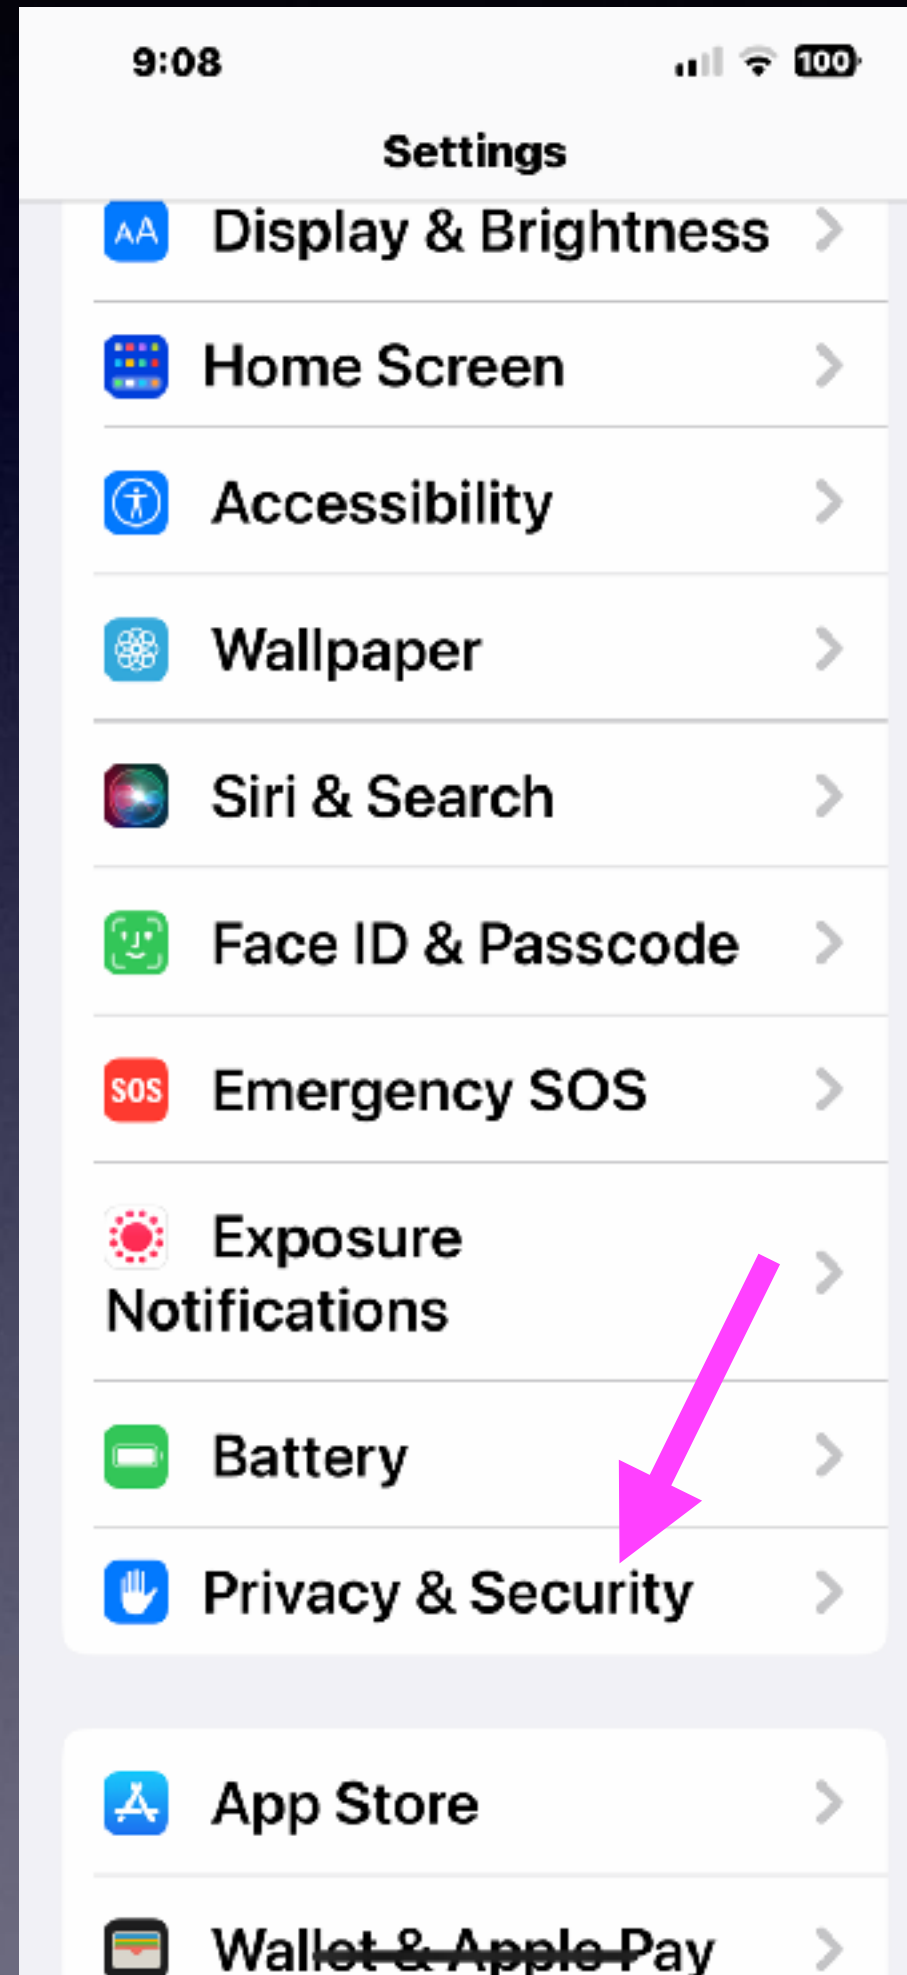 9:08
100
Settings
AA Display & Brightness
Home Screen
Accessibility
Wallpaper
Siri & Search
Face ID & Passcode
SOS Emergency SOS
Exposure
Notifications
Battery
Privacy & Security
App Store
Wallet & Apple Pay